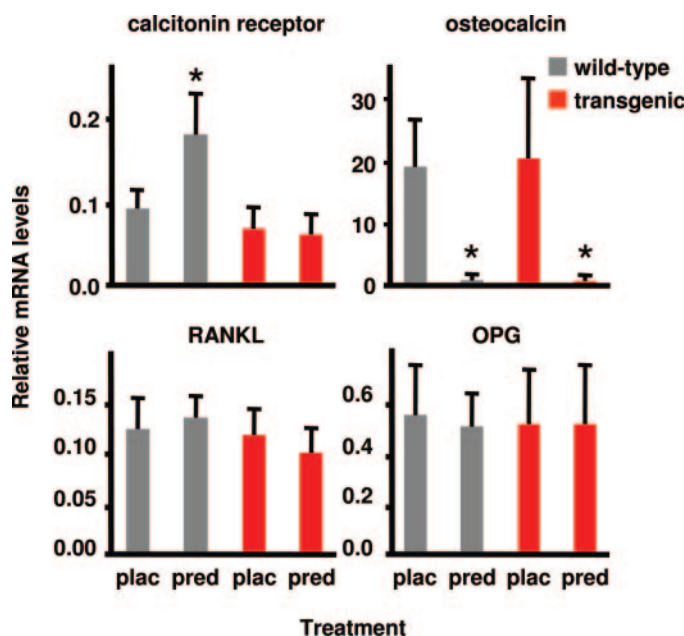 calcitonin receptor
osteocalcin
wild-type
transgenic
Relative mRNA levels
0.2
0.1
0.0
*
30
20
10
0
*
*
RANKL
OPG
0.15
0.10
0.05
0.00
0.6
0.4
0.2
0.0
plac pred plac pred
plac pred plac pred
Treatment